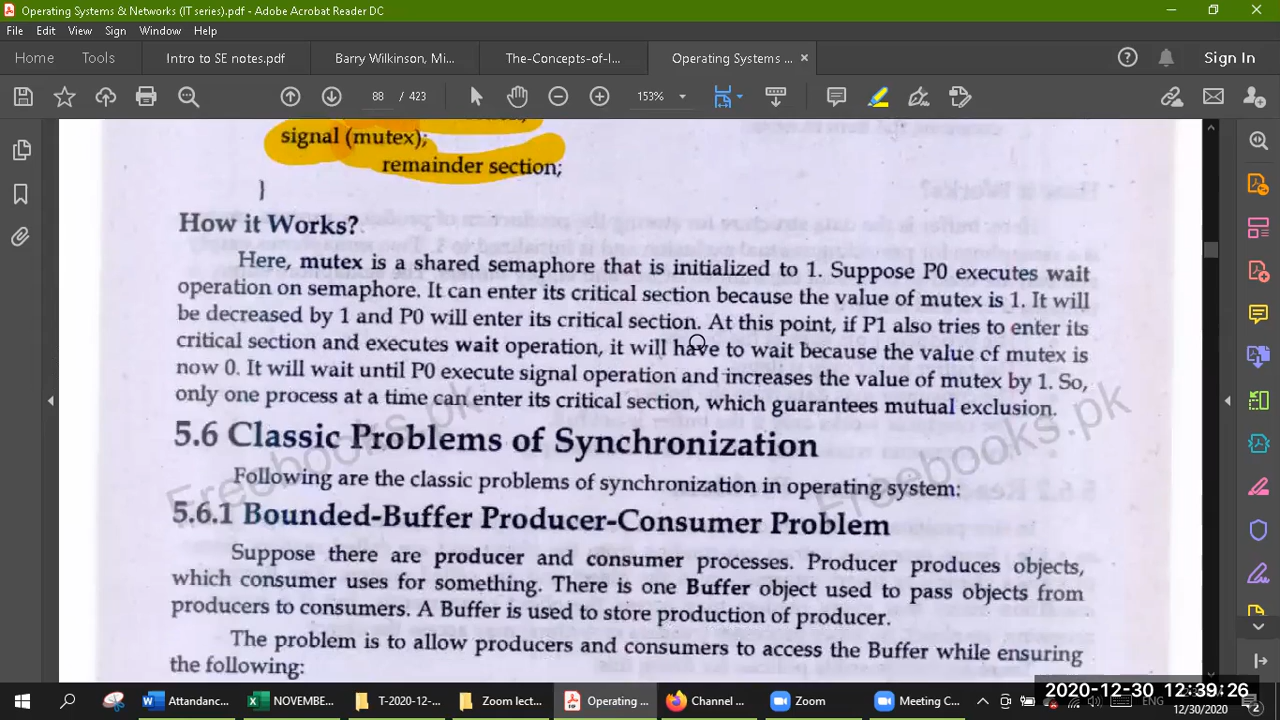 Operating Systems & Networks (IT series).pdf - Adobe Acrobat Reader DC
File Edit View Sign Window Help
Home Tools Intro to SE notes.pdf Barry Wilkinson, Mi... The-Concepts-of-I... Operating Systems ... Sign In
88 / 423 153%
signal (mutex);
remainder section;
}
How it Works?
Here, mutex is a shared semaphore that is initialized to 1. Suppose P0 executes wait
operation on semaphore. It can enter its critical section because the value of mutex is 1. It will
be decreased by 1 and P0 will enter its critical section. At this point, if P1 also tries to enter its
critical section and executes wait operation, it will have to wait because the value of mutex is
now 0. It will wait until P0 execute signal operation and increases the value of mutex by 1. So,
only one process at a time can enter its critical section, which guarantees mutual exclusion.
5.6 Classic Problems of Synchronization
Following are the classic problems of synchronization in operating system:
Freebooks.pk Freebooks.pk
5.6.1 Bounded-Buffer Producer-Consumer Problem
Suppose there are producer and consumer processes. Producer produces objects,
which consumer uses for something. There is one Buffer object used to pass objects from
producers to consumers. A Buffer is used to store production of producer.
The problem is to allow producers and consumers to access the Buffer while ensuring
the following:
Attandanc... NOVEMBE... T-2020-12-... Zoom lect... Operating ... Channel ... Zoom Meeting C... ENG
2020-12-30 12:39:26
12/30/2020 2